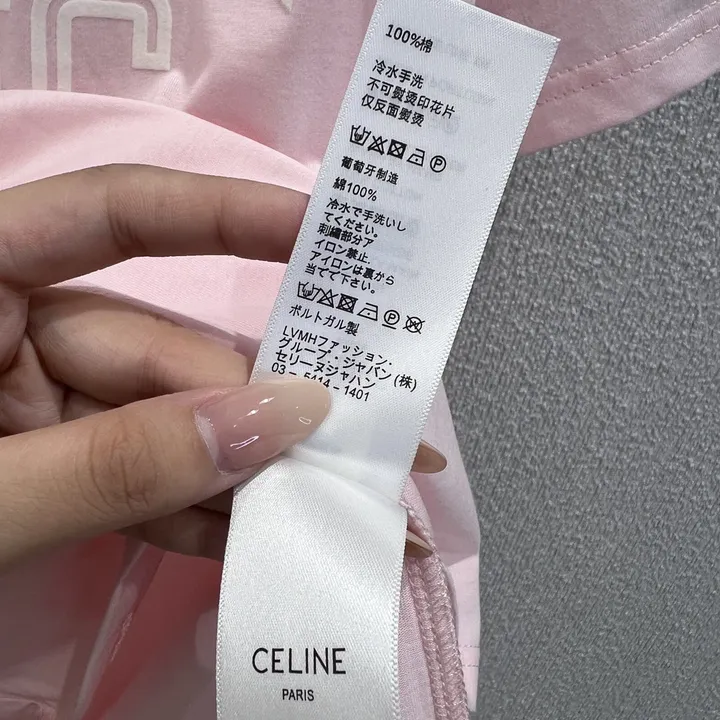 100%棉
冷水手洗
不可熨烫印花片
仅反面熨烫
葡萄牙制造
綿100%
冷水で手洗いし
てください。
刺繍部分ア
イロン禁止.
アイロンは裏から
当てて下さい。
ポルトガル製
LVMHファッション・
グループ・ジャパン(株)
セリーヌジャパン
03 - 5414-1401
CELINE
PARIS